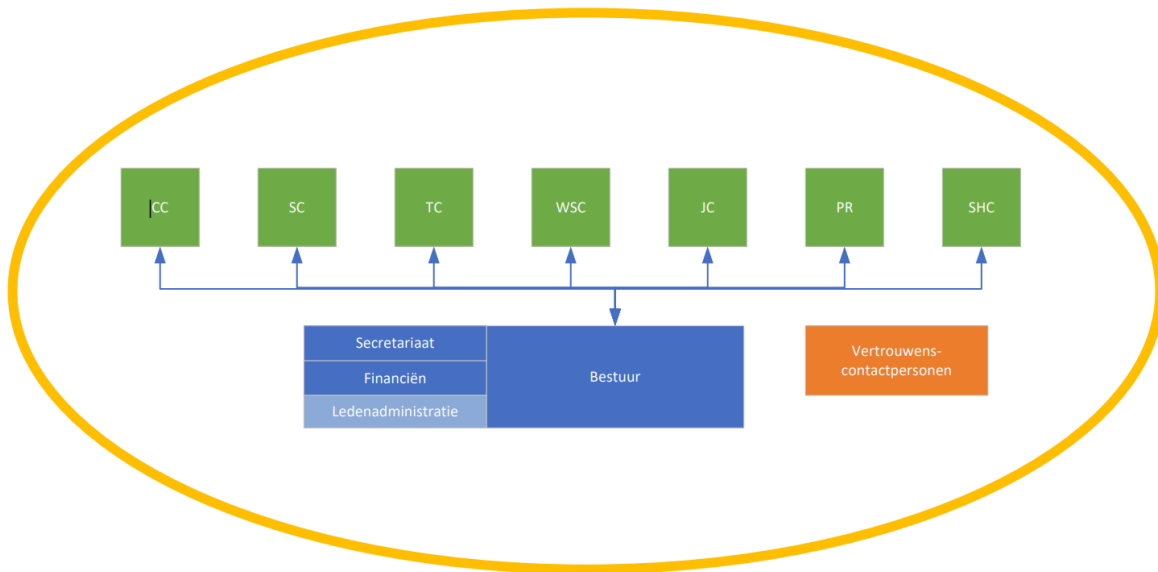 CC
SC
TC
WSC
JC
PR
SHC
Secretariaat
Financiën
Ledenadministratie
Bestuur
Vertrouwens-
contactpersonen